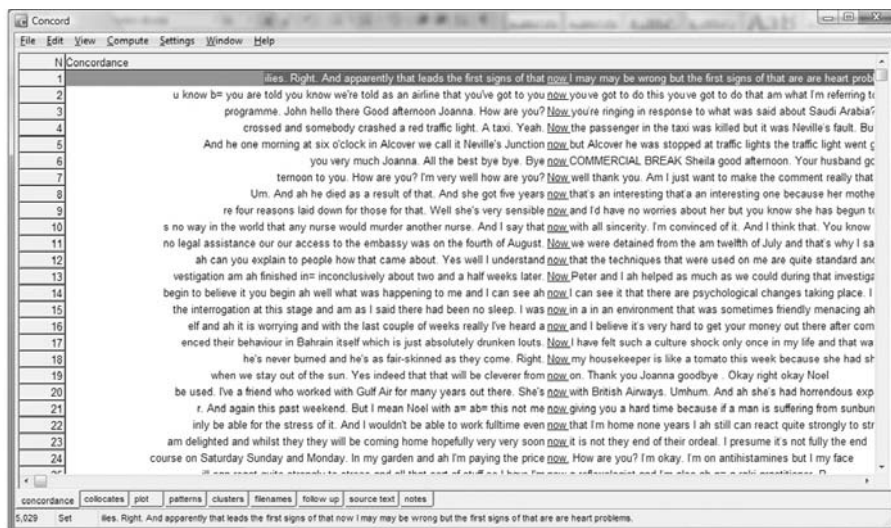 Concord
File Edit View Compute Settings Window Help
N Concordance
1 ilies. Right. And apparently that leads the first signs of that now I may may be wrong but the first signs of that are are heart probl
2 u know b= you are told you know we're told as an airline that you've got to you now you've got to do this you've got to do that am what I'm referring to
3 programme. John hello there Good afternoon Joanna. How are you? Now you're ringing in response to what was said about Saudi Arabia?
4 crossed and somebody crashed a red traffic light. A taxi. Yeah. Now the passenger in the taxi was killed but it was Neville's fault. Bu
5 And he one morning at six o'clock in Alcover we call it Neville's Junction now but Alcover he was stopped at traffic lights the traffic light went g
6 you very much Joanna. All the best bye bye. Bye now COMMERCIAL BREAK Sheila good afternoon. Your husband go
7 ternoon to you. How are you? I'm very well how are you? Now well thank you. Am I just want to make the comment really that
8 Um. And ah he died as a result of that. And she got five years now that's an interesting that'a an interesting one because her mothe
9 re four reasons laid down for those for that. Well she's very sensible now and I'd have no worries about her but you know she has begun to
10 s no way in the world that any nurse would murder another nurse. And I say that now with all sincerity. I'm convinced of it. And I think that. You know
11 no legal assistance our our access to the embassy was on the fourth of August. Now we were detained from the am twelfth of July and that's why I sa
12 ah can you explain to people how that came about. Yes well I understand now that the techniques that were used on me are quite standard and
13 vestigation am ah finished in= inconclusively about two and a half weeks later. Now Peter and I ah helped as much as we could during that investiga
14 begin to believe it you begin ah well what was happening to me and I can see ah now I can see it that there are psychological changes taking place. I
15 the interrogation at this stage and am as I said there had been no sleep. I was now in a in an environment that was sometimes friendly menacing ah
16 elf and ah it is worrying and with the last couple of weeks really I've heard a now and I believe it's very hard to get your money out there after com
17 enced their behaviour in Bahrain itself which is just absolutely drunken louts. Now I have felt such a culture shock only once in my life and that wa
18 he's never burned and he's as fair-skinned as they come. Right. Now my housekeeper is like a tomato this week because she had sh
19 when we stay out of the sun. Yes indeed that that will be cleverer from now on. Thank you Joanna goodbye . Okay right okay Noel
20 be used. I've a friend who worked with Gulf Air for many years out there. She's now with British Airways. Umhum. And ah she's had horrendous exp
21 r. And again this past weekend. But I mean Noel with a= ab= this not me now giving you a hard time because if a man is suffering from sunburn
22 inly be able for the stress of it. And I wouldn't be able to work fulltime even now that I'm home none years I ah still can react quite strongly to str
23 am delighted and whilst they they will be coming home hopefully very very soon now it is not they end of their ordeal. I presume it's not fully the end
24 course on Saturday Sunday and Monday. In my garden and ah I'm paying the price now. How are you? I'm okay. I'm on antihistamines but I my face
concordance collocates plot patterns clusters filenames follow up source text notes
5,029 Set ilies. Right. And apparently that leads the first signs of that now I may may be wrong but the first signs of that are are heart problems.